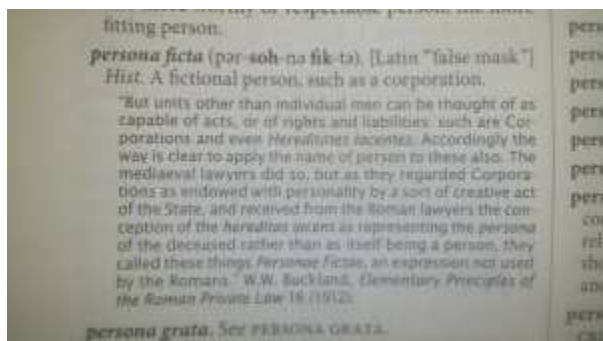 fitting person.
persona ficta (pər-soh-nə fik-tə). [Latin "false mask"]
Hist. A fictional person, such as a corporation.
"But units other than individual men can be thought of as
capable of acts, or of rights and liabilities: such are Cor-
porations and even Hereditates iacentes. Accordingly the
way is clear to apply the name of person to these also. The
mediaeval lawyers did so, but as they regarded Corpora-
tions as endowed with personality by a sort of creative act
of the State, and received from the Roman lawyers the con-
ception of the hereditas iacens as representing the persona
of the deceased rather than as itself being a person, they
called these things Personae Fictae, an expression not used
by the Romans." W.W. Buckland, Elementary Principles of
the Roman Private Law 16 (1912).
persona grata. See PERSONA GRATA.